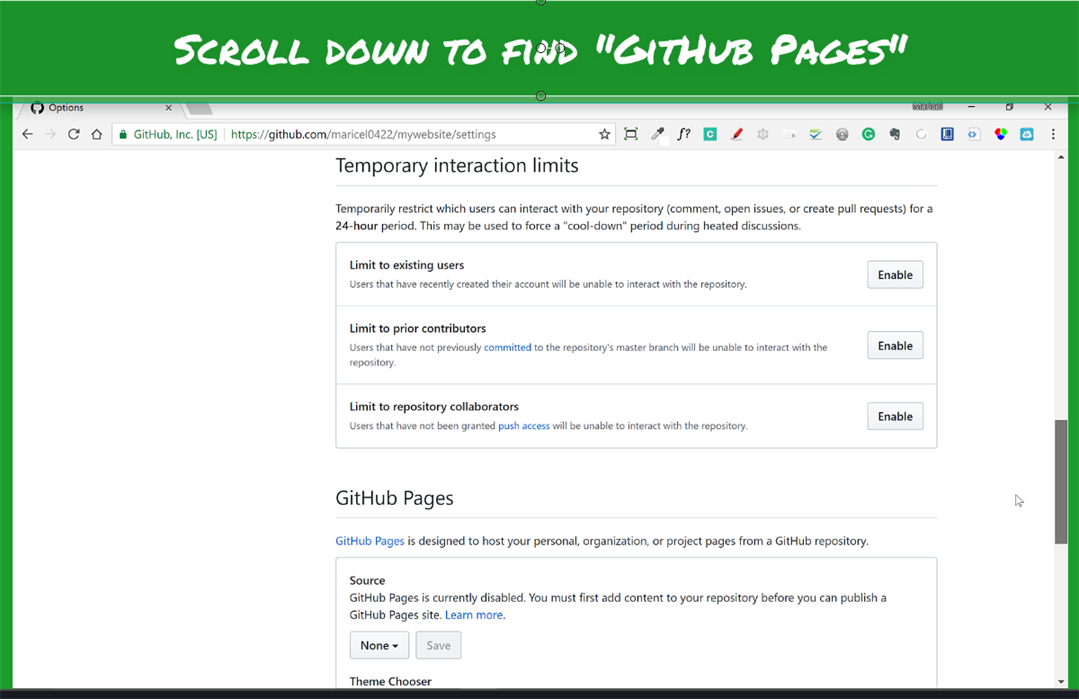 Scroll down to find "GitHub Pages"
Options
Maricel
GitHub, Inc. [US]
https://github.com/maricel0422/mywebsite/settings
Temporary interaction limits
Temporarily restrict which users can interact with your repository (comment, open issues, or create pull requests) for a
24-hour period. This may be used to force a "cool-down" period during heated discussions.
Limit to existing users
Users that have recently created their account will be unable to interact with the repository.
Enable
Limit to prior contributors
Users that have not previously committed to the repository's master branch will be unable to interact with the
repository.
Enable
Limit to repository collaborators
Users that have not been granted push access will be unable to interact with the repository.
Enable
GitHub Pages
GitHub Pages is designed to host your personal, organization, or project pages from a GitHub repository.
Source
GitHub Pages is currently disabled. You must first add content to your repository before you can publish a
GitHub Pages site. Learn more.
None
Save
Theme Chooser